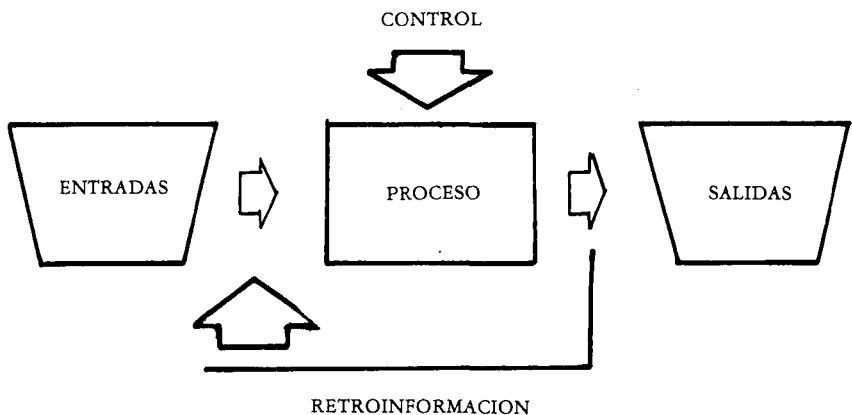 CONTROL
ENTRADAS
PROCESO
SALIDAS
RETROINFORMACION